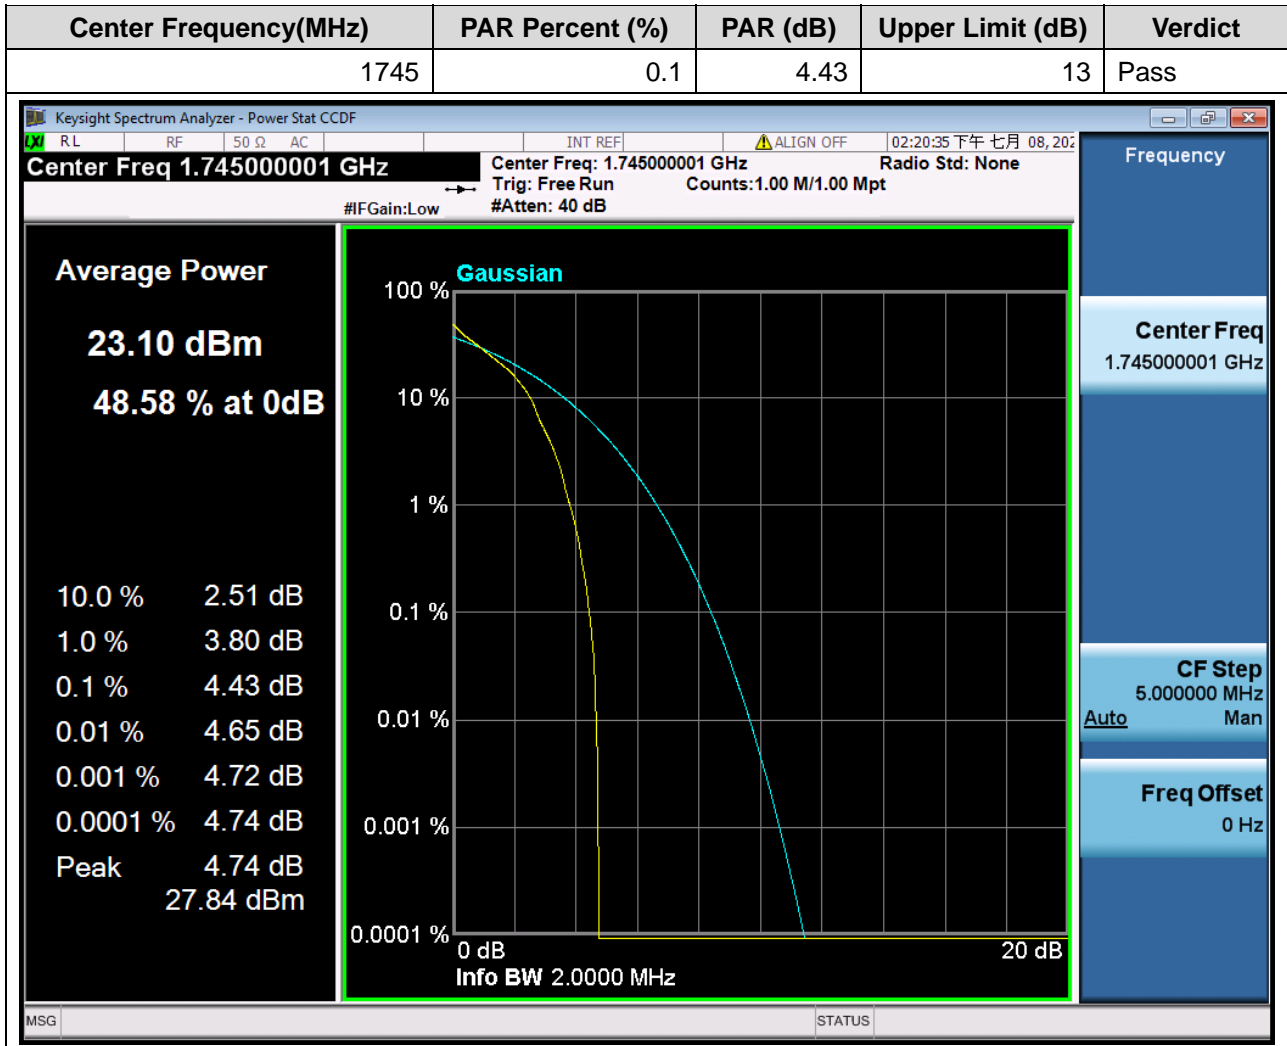 Center Frequency(MHz) PAR Percent (%) PAR (dB) Upper Limit (dB) Verdict
1745 0.1 4.43 13 Pass
Keysight Spectrum Analyzer - Power Stat CCDF
LXI RL RF 50 Ω AC INT REF ALIGN OFF 02:20:35 下午 七月 08, 202
Center Freq 1.745000001 GHz
Center Freq: 1.745000001 GHz Radio Std: None
Trig: Free Run Counts:1.00 M/1.00 Mpt
#IFGain:Low #Atten: 40 dB
Average Power
23.10 dBm
48.58 % at 0dB
10.0 % 2.51 dB
1.0 % 3.80 dB
0.1 % 4.43 dB
0.01 % 4.65 dB
0.001 % 4.72 dB
0.0001 % 4.74 dB
Peak 4.74 dB
27.84 dBm
Gaussian
100 %
10 %
1 %
0.1 %
0.01 %
0.001 %
0.0001 %
0 dB 20 dB
Info BW 2.0000 MHz
Frequency
Center Freq
1.745000001 GHz
CF Step
5.000000 MHz
Auto Man
Freq Offset
0 Hz
MSG STATUS